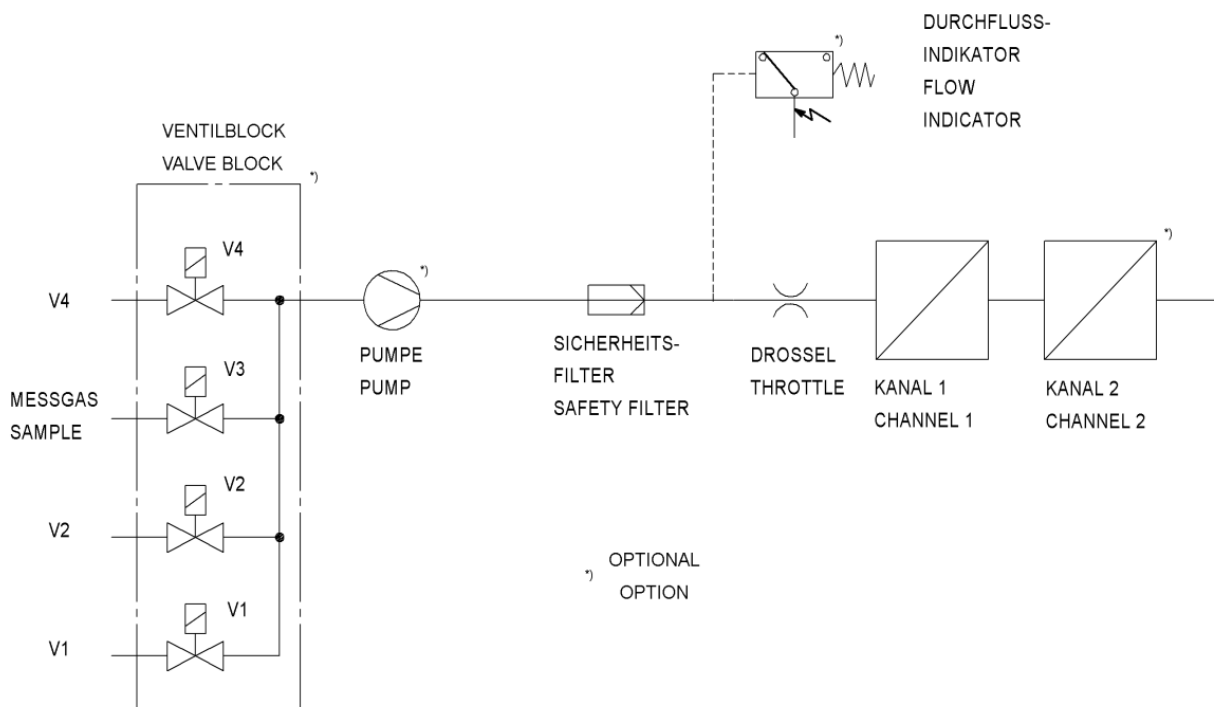 DURCHFLUSS-
INDIKATOR
FLOW
INDICATOR
*)
VENTILBLOCK
VALVE BLOCK
*)
V4
V4
*)
PUMPE
PUMP
SICHERHEITS-
FILTER
SAFETY FILTER
DROSSEL
THROTTLE
KANAL 1
CHANNEL 1
*)
KANAL 2
CHANNEL 2
V3
MESSGAS
SAMPLE
V2
V2
V1
V1
*) OPTIONAL
OPTION